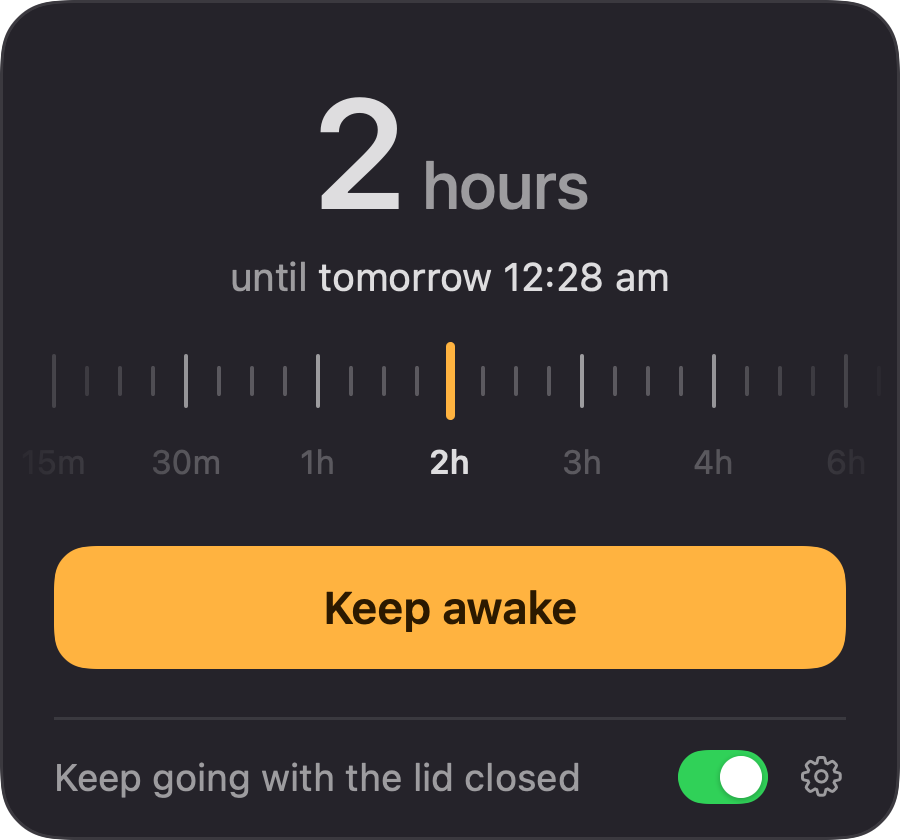 2 hours
until tomorrow 12:28 am
15m 30m 1h 2h 3h 4h 6h
Keep awake
Keep going with the lid closed